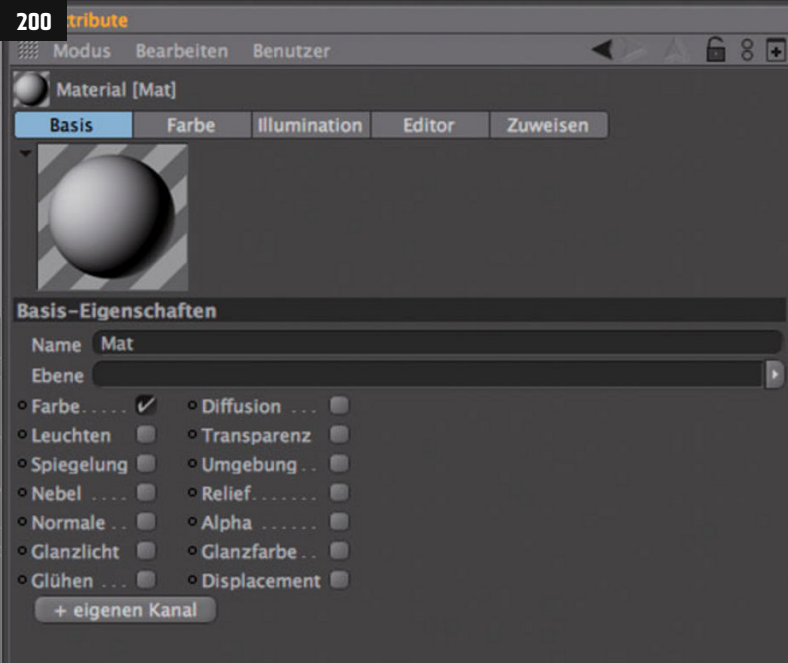 200
ttribute
Modus Bearbeiten Benutzer
Material [Mat]
Basis Farbe Illumination Editor Zuweisen
Basis-Eigenschaften
Name Mat
Ebene
Farbe..... Diffusion ...
Leuchten Transparenz
Spiegelung Umgebung..
Nebel .... Relief.......
Normale .. Alpha ......
Glanzlicht Glanzfarbe..
Glühen ... Displacement
+ eigenen Kanal